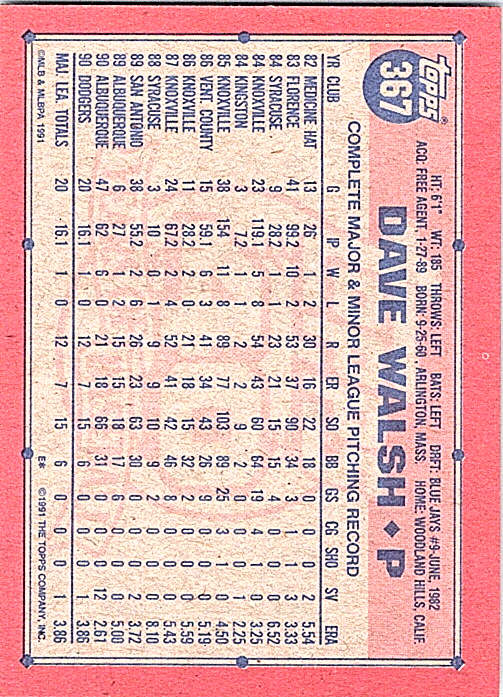 topps®
367
DAVE WALSH ♦ P
HT: 6'1" WT: 185 THROWS: LEFT BATS: LEFT DRFT: BLUE JAYS #9-JUNE, 1982
ACQ: FREE AGENT, 1-27-89 BORN: 9-25-60, ARLINGTON, MASS. HOME: WOODLAND HILLS, CALIF.
COMPLETE MAJOR & MINOR LEAGUE PITCHING RECORD
YR CLUB G IP W L R ER SO BB GS CG SHO SV ERA
82 MEDICINE HAT 13 26 1 2 30 16 22 18 0 0 0 2 5.54
83 FLORENCE 41 99.2 10 2 53 37 90 34 3 1 1 3 3.33
84 SYRACUSE 9 28.2 1 1 23 21 15 15 4 0 0 0 6.52
84 KNOXVILLE 23 119.1 5 8 54 43 60 64 19 4 1 0 3.25
84 KINGSTON 3 7.2 1 1 2 2 9 2 0 0 0 1 2.25
85 KNOXVILLE 38 154 11 8 89 77 103 89 25 3 1 4.50
86 VENT. COUNTY 15 59.1 6 3 41 34 43 26 9 1 0 0 5.19
86 KNOXVILLE 11 28.2 2 0 21 18 15 32 2 0 0 0 5.59
87 KNOXVILLE 24 67.2 2 4 52 41 42 46 8 0 0 0 5.43
88 SYRACUSE 3 10 0 1 9 9 10 9 2 0 0 0 8.10
89 SAN ANTONIO 38 55.2 2 4 26 23 63 30 0 0 0 2 3.72
89 ALBUQUERQUE 6 27 1 2 15 15 18 17 6 0 0 0 5.00
90 ALBUQUERQUE 47 62 6 0 21 18 66 31 0 0 0 12 2.61
90 DODGERS 20 16.1 1 0 12 7 15 6 0 0 0 1 3.86
MAJ. LEA. TOTALS 20 16.1 1 0 12 7 15 6 0 0 0 1 3.86
©MLB & MLBPA 1991 E* ©1991 THE TOPPS COMPANY, INC.